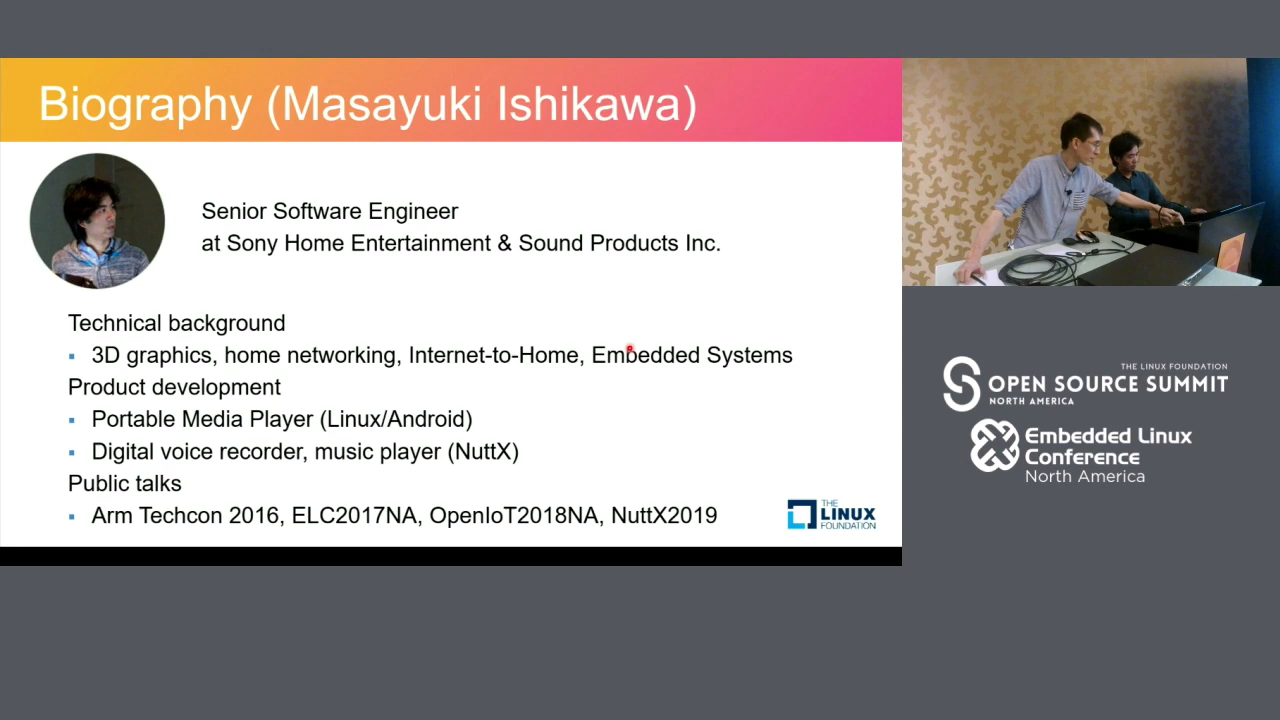 Biography (Masayuki Ishikawa)
Senior Software Engineer
at Sony Home Entertainment & Sound Products Inc.
Technical background
▪ 3D graphics, home networking, Internet-to-Home, Embedded Systems
Product development
▪ Portable Media Player (Linux/Android)
▪ Digital voice recorder, music player (NuttX)
Public talks
▪ Arm Techcon 2016, ELC2017NA, OpenIoT2018NA, NuttX2019
THE
LINUX
FOUNDATION
THE LINUX FOUNDATION
OPEN SOURCE SUMMIT
NORTH AMERICA
Embedded Linux
Conference
North America